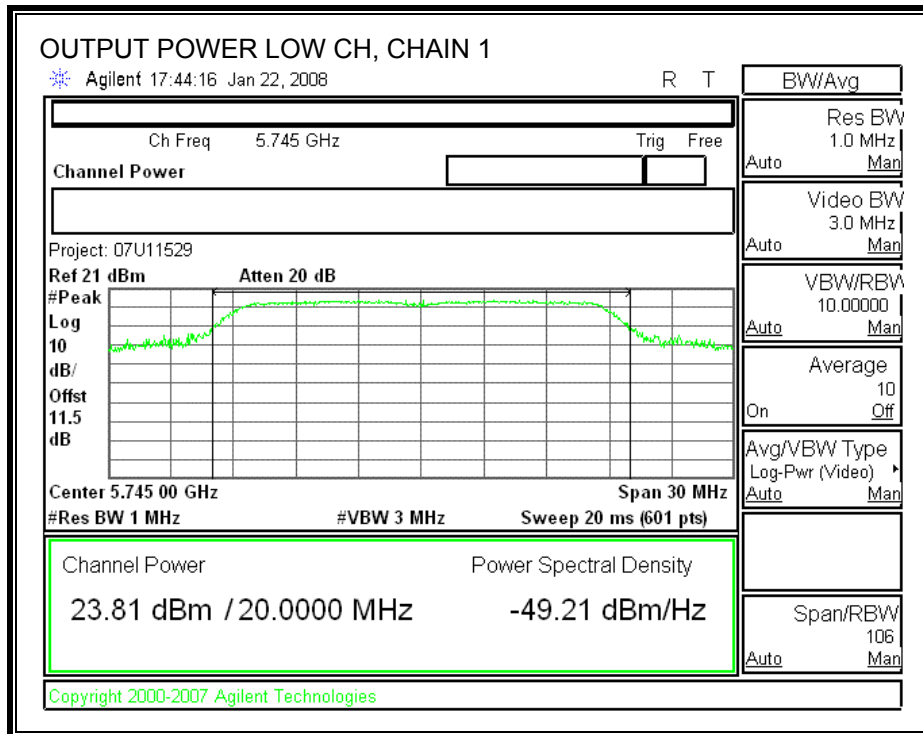 OUTPUT POWER LOW CH, CHAIN 1
Agilent 17:44:16 Jan 22, 2008 R T
Ch Freq 5.745 GHz Trig Free
Channel Power
Project: 07U11529
Ref 21 dBm Atten 20 dB
#Peak
Log
10
dB/
Offst
11.5
dB
Center 5.745 00 GHz Span 30 MHz
#Res BW 1 MHz #VBW 3 MHz Sweep 20 ms (601 pts)
Channel Power Power Spectral Density
23.81 dBm / 20.0000 MHz -49.21 dBm/Hz
Copyright 2000-2007 Agilent Technologies
BW/Avg
Res BW
1.0 MHz
Auto Man
Video BW
3.0 MHz
Auto Man
VBW/RBW
10.00000
Auto Man
Average
10
On Off
Avg/VBW Type
Log-Pwr (Video)
Auto Man
Span/RBW
106
Auto Man